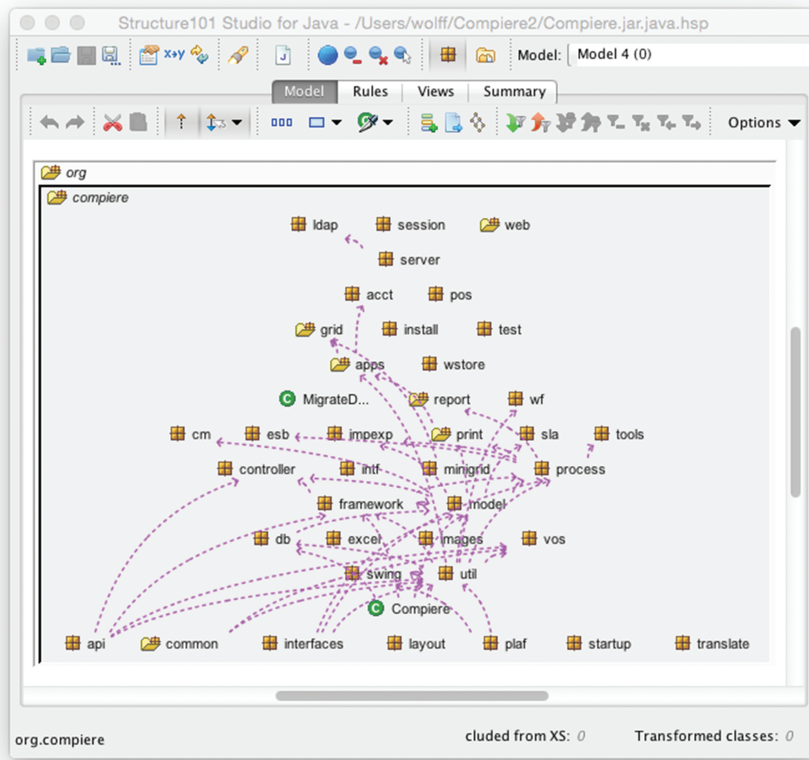 Structure101 Studio for Java - /Users/wolff/Compiere2/Compiere.jar.java.hsp
x+y J Model: Model 4 (0)
Model Rules Views Summary
Options
org
compiere
ldap session web
server
acct pos
grid install test
apps wstore
C MigrateD... report wf
cm esb impexp print sla tools
controller intf minigrid process
framework model
db excel images vos
swing util
C Compiere
api common interfaces layout plaf startup translate
org.compiere cluded from XS: 0 Transformed classes: 0